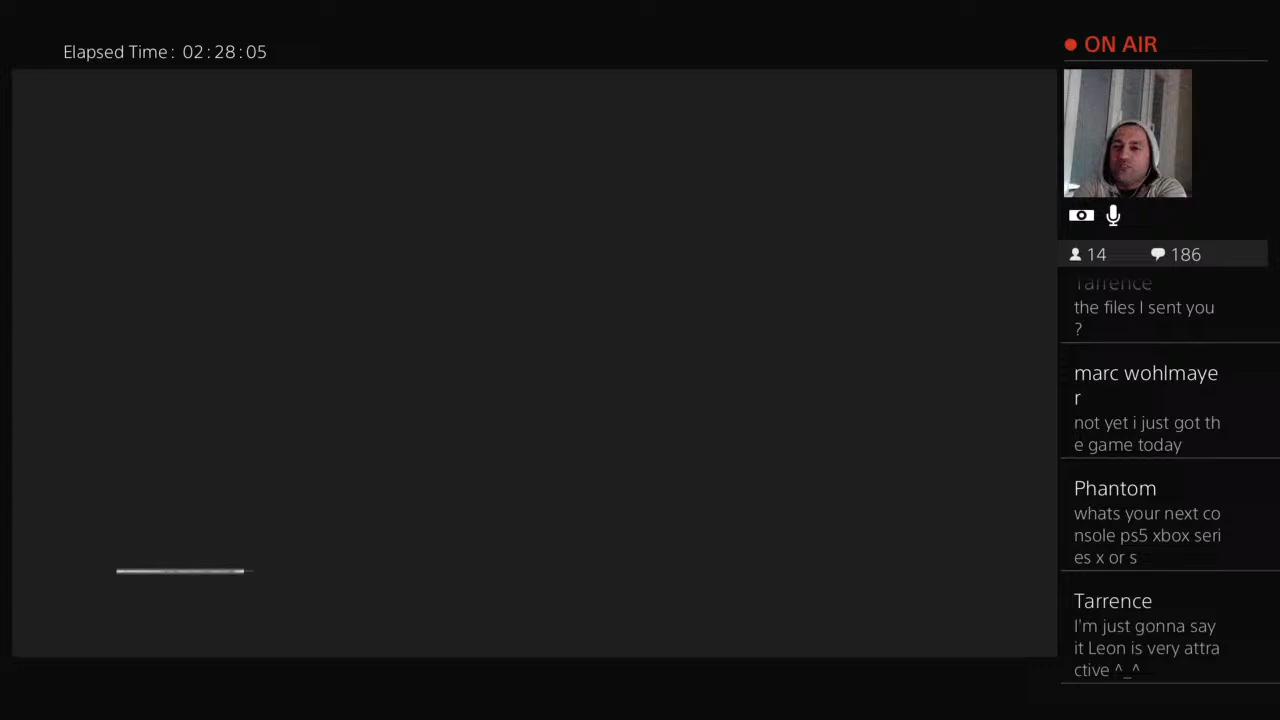 Elapsed Time: 02:28:05
ON AIR
14 186
Tarrence
the files I sent you
?
marc wohlmaye
r
not yet i just got th
e game today
Phantom
whats your next co
nsole ps5 xbox seri
es x or s
Tarrence
I'm just gonna say
it Leon is very attra
ctive ^_^